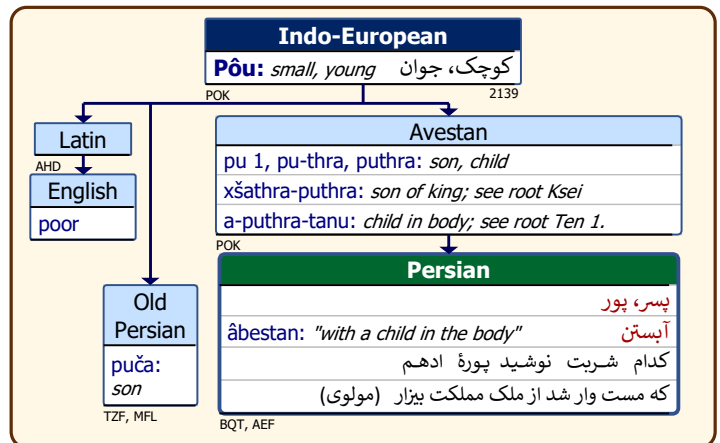 Indo-European
Pôu: small, young کوچک، جوان
POK 2139
Latin
AHD
English
poor
Avestan
pu 1, pu-thra, puthra: son, child
xšathra-puthra: son of king; see root Ksei
a-puthra-tanu: child in body; see root Ten 1.
POK
Old
Persian
puča:
son
TZF, MFL
Persian
پسر، پور
âbestan: "with a child in the body" آبستن
کدام شربت نوشید پورهٔ ادهم
که مست وار شد از ملک مملکت بیزار (مولوی)
BQT, AEF